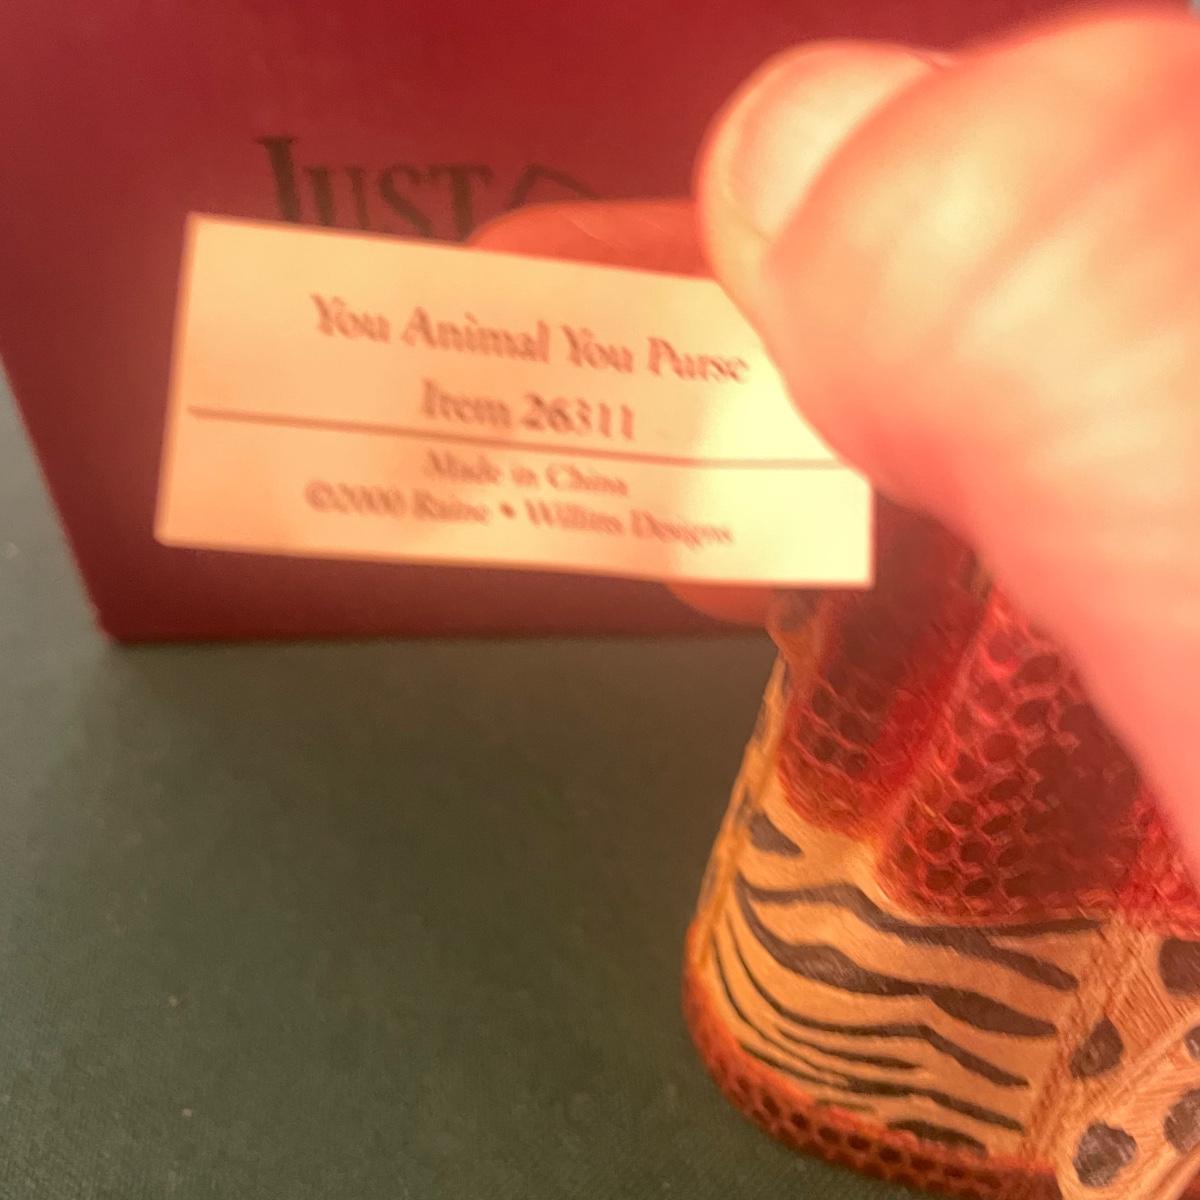 JUST
You Animal You Purse
Item 26311
Made in China
©2000 Raine • Willitts Designs